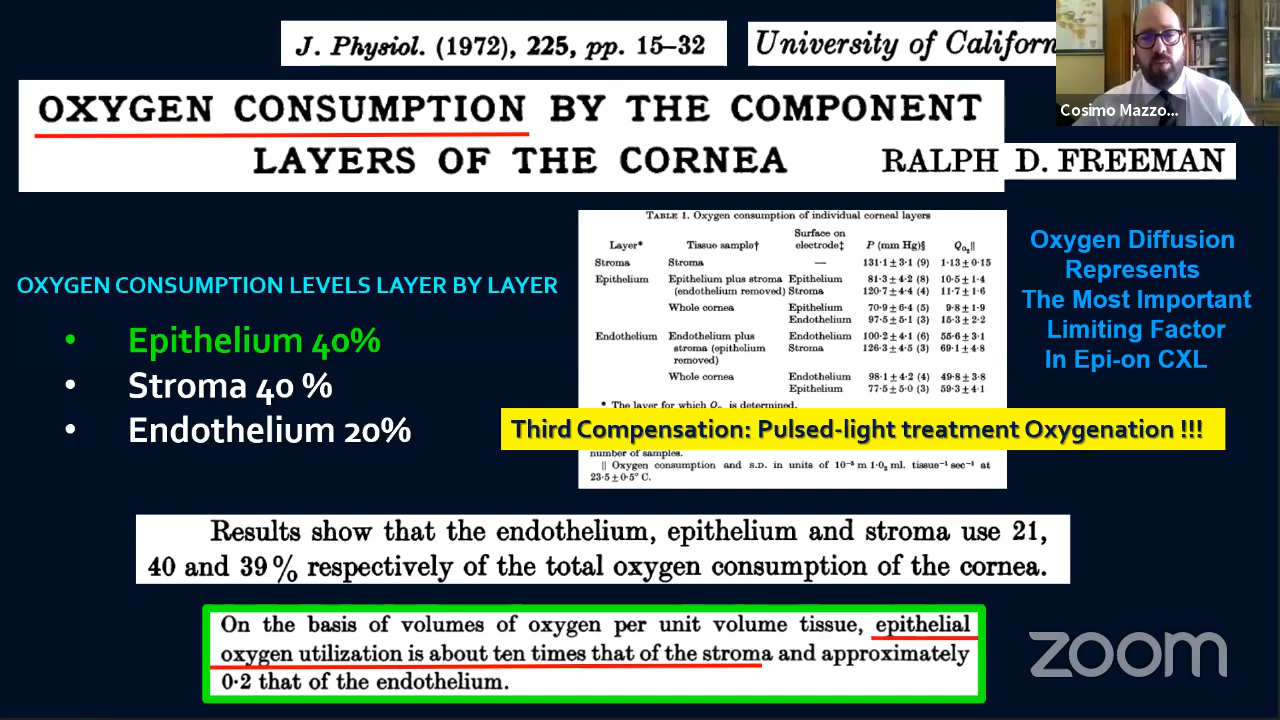 J. Physiol. (1972), 225, pp. 15–32
University of Californ
Cosimo Mazzo...
OXYGEN CONSUMPTION BY THE COMPONENT
LAYERS OF THE CORNEA
RALPH D. FREEMAN
OXYGEN CONSUMPTION LEVELS LAYER BY LAYER
• Epithelium 40%
• Stroma 40 %
• Endothelium 20%
TABLE 1. Oxygen consumption of individual corneal layers
Surface on
Layer* Tissue sample† electrode‡ P (mm Hg)§ Q_O₂||
Stroma Stroma — 131·1±3·1 (9) 1·13±0·15
Epithelium Epithelium plus stroma Epithelium 81·3±4·2 (8) 10·5±1·4
(endothelium removed) Stroma 120·7±4·4 (4) 11·7±1·6
Whole cornea Epithelium 70·9±6·4 (5) 9·8±1·9
Endothelium 97·5±5·1 (3) 15·3±2·2
Endothelium Endothelium plus Endothelium 100·2±4·1 (6) 55·6±3·1
stroma (epithelium Stroma 126·3±4·5 (3) 69·1±4·8
removed)
Whole cornea Endothelium 98·1±4·2 (4) 49·8±3·8
Epithelium 77·5±5·0 (3) 59·3±4·1
* The layer for which Q is determined.
number of samples.
|| Oxygen consumption and S.D. in units of 10⁻⁵ m l.O₂ ml. tissue⁻¹ sec⁻¹ at
23·5±0·5° C.
Oxygen Diffusion
Represents
The Most Important
Limiting Factor
In Epi-on CXL
Third Compensation: Pulsed-light treatment Oxygenation !!!
Results show that the endothelium, epithelium and stroma use 21,
40 and 39% respectively of the total oxygen consumption of the cornea.
On the basis of volumes of oxygen per unit volume tissue, epithelial
oxygen utilization is about ten times that of the stroma and approximately
0·2 that of the endothelium.
zoom